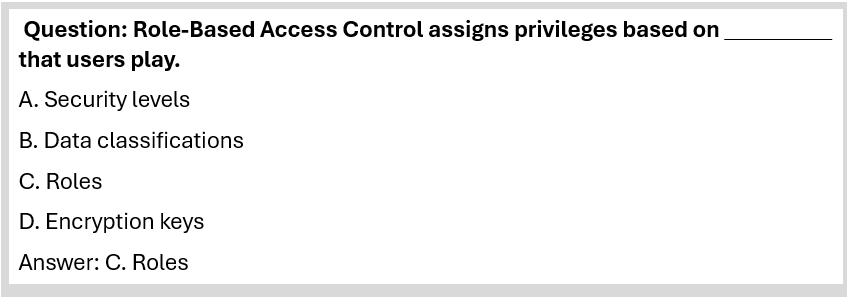 Question: Role-Based Access Control assigns privileges based on __________
that users play.
A. Security levels
B. Data classifications
C. Roles
D. Encryption keys
Answer: C. Roles